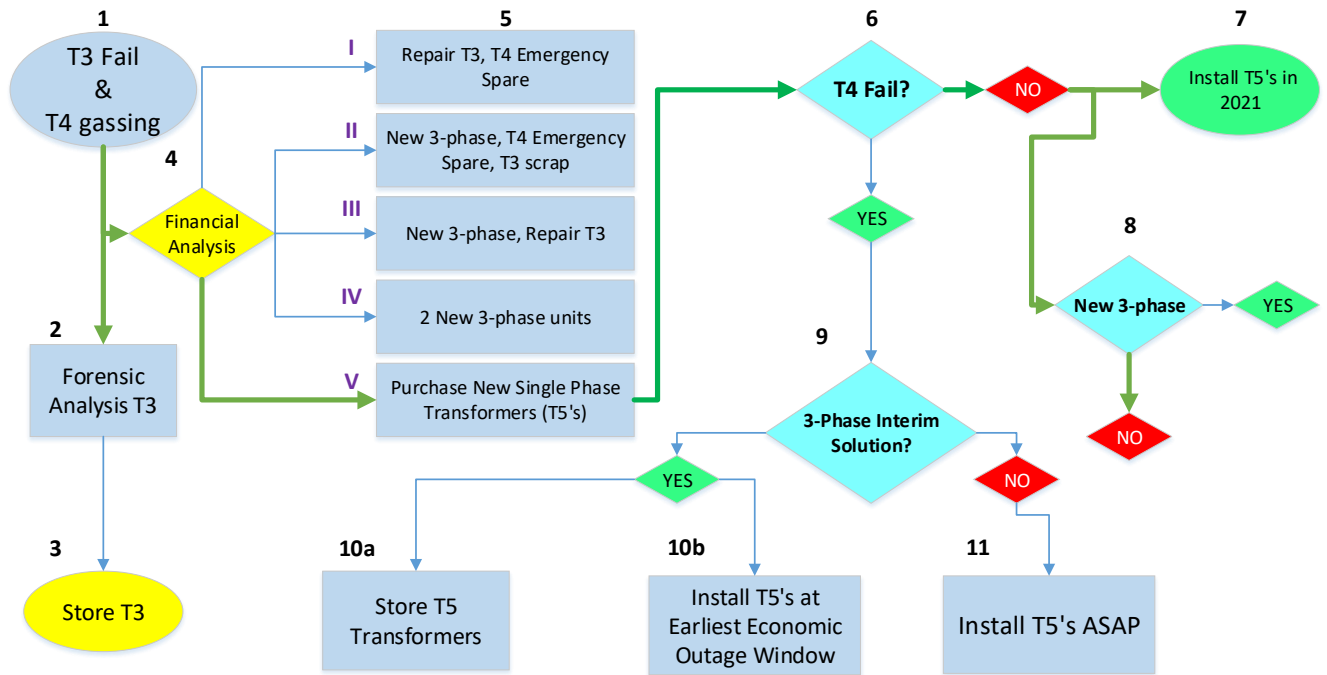 1
T3 Fail
&
T4 gassing
4
Financial
Analysis
2
Forensic
Analysis T3
3
Store T3
5
I
Repair T3, T4 Emergency
Spare
II
New 3-phase, T4 Emergency
Spare, T3 scrap
III
New 3-phase, Repair T3
IV
2 New 3-phase units
V
Purchase New Single Phase
Transformers (T5's)
6
T4 Fail?
NO
7
Install T5's in
2021
YES
8
New 3-phase
YES
NO
9
3-Phase Interim
Solution?
YES
NO
10a
Store T5
Transformers
10b
Install T5's at
Earliest Economic
Outage Window
11
Install T5's ASAP